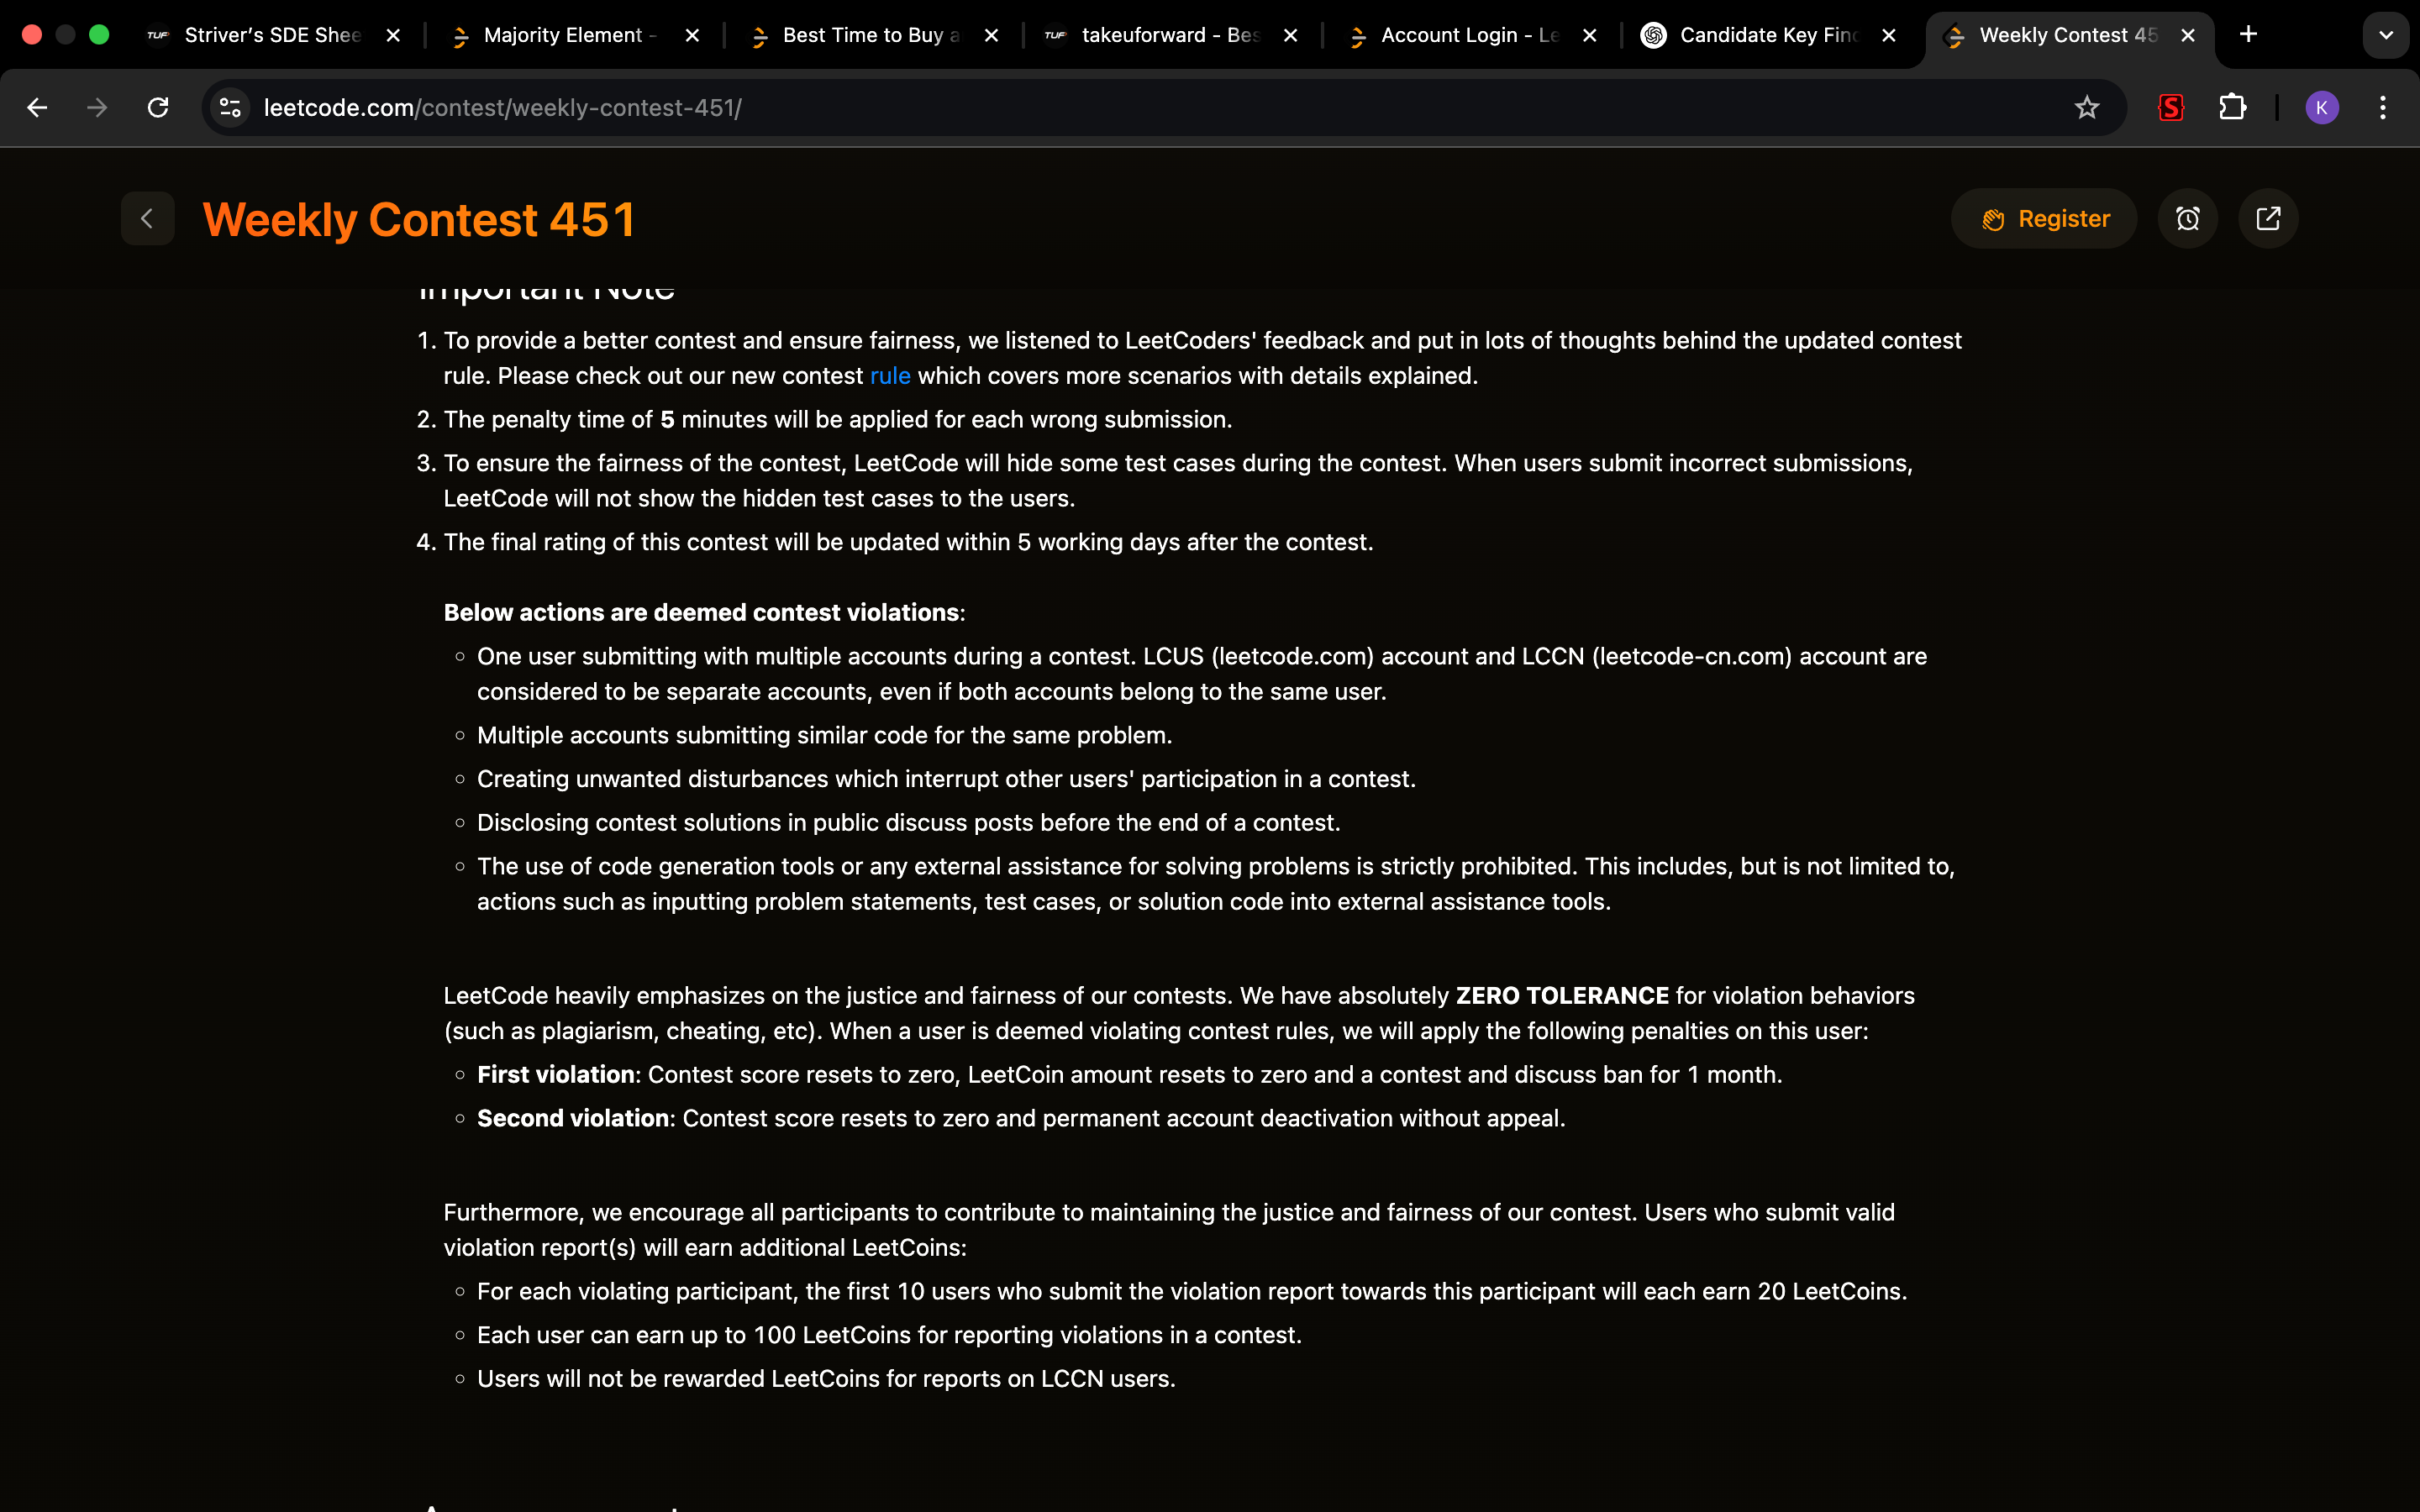 TUF Striver's SDE Shee
Majority Element -
Best Time to Buy a
TUF takeuforward - Bes
Account Login - Le
Candidate Key Fin
Weekly Contest 45
leetcode.com/contest/weekly-contest-451/
S
K
Weekly Contest 451
Register
Important Note
1. To provide a better contest and ensure fairness, we listened to LeetCoders' feedback and put in lots of thoughts behind the updated contest
rule. Please check out our new contest rule which covers more scenarios with details explained.
2. The penalty time of 5 minutes will be applied for each wrong submission.
3. To ensure the fairness of the contest, LeetCode will hide some test cases during the contest. When users submit incorrect submissions,
LeetCode will not show the hidden test cases to the users.
4. The final rating of this contest will be updated within 5 working days after the contest.
Below actions are deemed contest violations:
One user submitting with multiple accounts during a contest. LCUS (leetcode.com) account and LCCN (leetcode-cn.com) account are
considered to be separate accounts, even if both accounts belong to the same user.
Multiple accounts submitting similar code for the same problem.
Creating unwanted disturbances which interrupt other users' participation in a contest.
Disclosing contest solutions in public discuss posts before the end of a contest.
The use of code generation tools or any external assistance for solving problems is strictly prohibited. This includes, but is not limited to,
actions such as inputting problem statements, test cases, or solution code into external assistance tools.
LeetCode heavily emphasizes on the justice and fairness of our contests. We have absolutely ZERO TOLERANCE for violation behaviors
(such as plagiarism, cheating, etc). When a user is deemed violating contest rules, we will apply the following penalties on this user:
First violation: Contest score resets to zero, LeetCoin amount resets to zero and a contest and discuss ban for 1 month.
Second violation: Contest score resets to zero and permanent account deactivation without appeal.
Furthermore, we encourage all participants to contribute to maintaining the justice and fairness of our contest. Users who submit valid
violation report(s) will earn additional LeetCoins:
For each violating participant, the first 10 users who submit the violation report towards this participant will each earn 20 LeetCoins.
Each user can earn up to 100 LeetCoins for reporting violations in a contest.
Users will not be rewarded LeetCoins for reports on LCCN users.